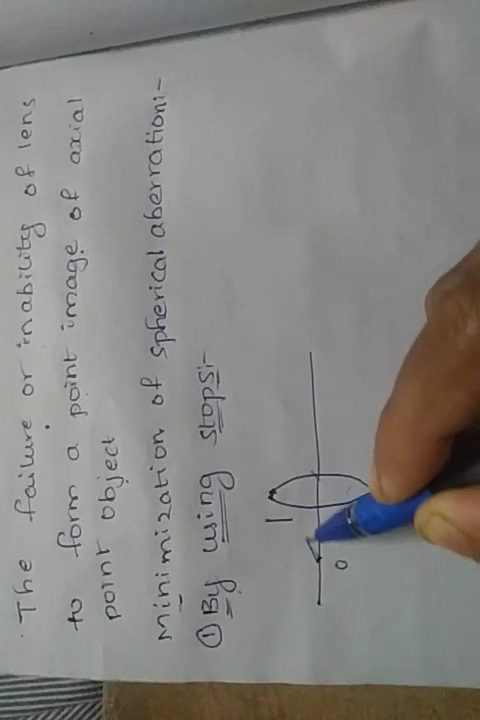 The failure or inability of lens
to form a point image of axial
point object
minimization of spherical aberration:-
① By using stops:-
O